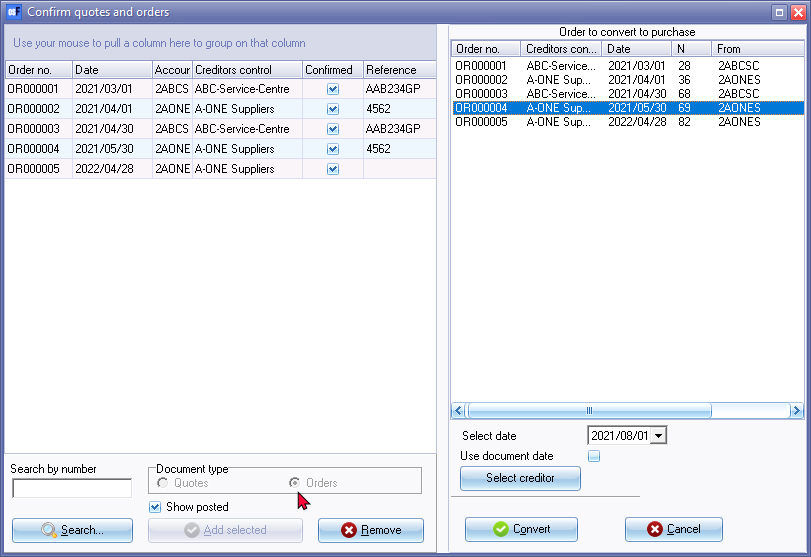 Confirm quotes and orders
Use your mouse to pull a column here to group on that column
Order no. Date Accour Creditors control Confirmed Reference
OR000001 2021/03/01 2ABCS ABC-Service-Centre AAB234GP
OR000002 2021/04/01 2AONE A-ONE Suppliers 4562
OR000003 2021/04/30 2ABCS ABC-Service-Centre AAB234GP
OR000004 2021/05/30 2AONE A-ONE Suppliers 4562
OR000005 2022/04/28 2AONE A-ONE Suppliers
Search by number
Document type
Quotes Orders
Show posted
Search... Add selected Remove
Order to convert to purchase
Order no. Creditors con... Date N From
OR000001 ABC-Service... 2021/03/01 28 2ABCSC
OR000002 A-ONE Sup... 2021/04/01 36 2AONES
OR000003 ABC-Service... 2021/04/30 68 2ABCSC
OR000004 A-ONE Sup... 2021/05/30 69 2AONES
OR000005 A-ONE Sup... 2022/04/28 82 2AONES
Select date 2021/08/01
Use document date
Select creditor
Convert Cancel